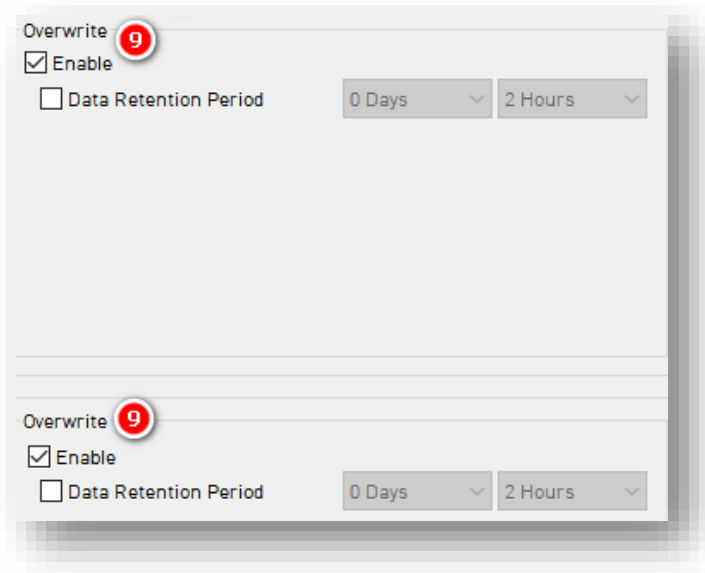 Overwrite 9
Enable
Data Retention Period 0 Days 2 Hours
Overwrite 9
Enable
Data Retention Period 0 Days 2 Hours